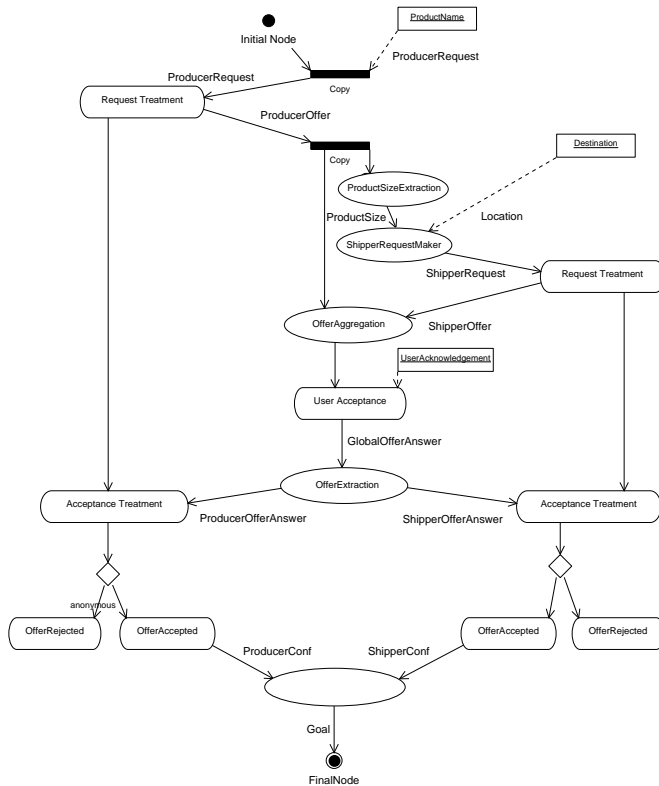 ProductName
Initial Node
ProducerRequest
ProducerRequest
Copy
Request Treatment
ProducerOffer
Copy
Destination
ProductSizeExtraction
ProductSize
Location
ShipperRequestMaker
ShipperRequest
Request Treatment
OfferAggregation
ShipperOffer
UserAcknowledgement
User Acceptance
GlobalOfferAnswer
OfferExtraction
Acceptance Treatment
ProducerOfferAnswer
ShipperOfferAnswer
Acceptance Treatment
anonymous
OfferRejected
OfferAccepted
OfferAccepted
OfferRejected
ProducerConf
ShipperConf
Goal
FinalNode